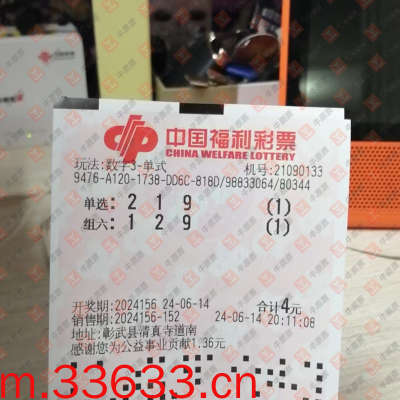 中国福利彩票
CHINA WELFARE LOTTERY
玩法:数字3-单式 机号:21090133
9476-A120-1738-DD6C-818D/98833064/80344
单选: 2 1 9 (1)
组六: 1 2 9 (1)
开奖期:2024156 24-06-14 合计4元
销售期:2024156-152 24-06-14 20:11:08
地址:彰武县清真寺道南
感谢您为公益事业贡献1.36元
m.33633.cn